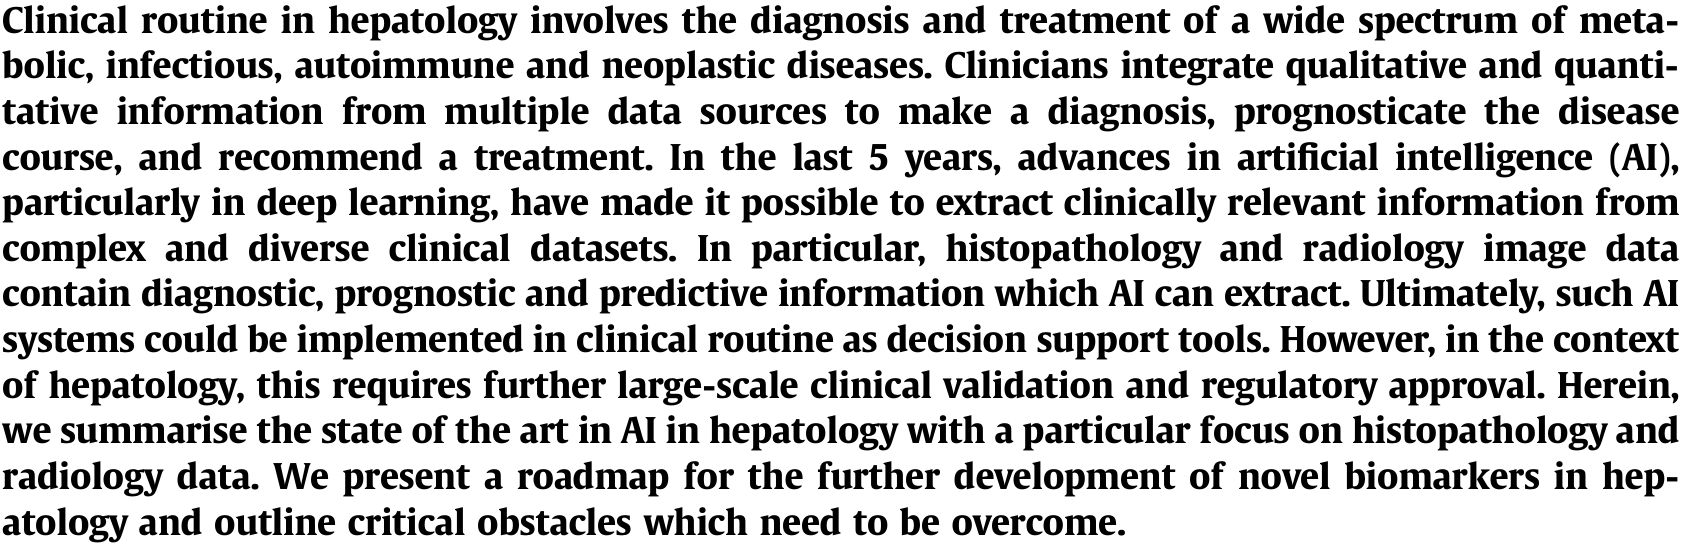 Clinical routine in hepatology involves the diagnosis and treatment of a wide spectrum of meta-
bolic, infectious, autoimmune and neoplastic diseases. Clinicians integrate qualitative and quanti-
tative information from multiple data sources to make a diagnosis, prognosticate the disease
course, and recommend a treatment. In the last 5 years, advances in artificial intelligence (AI),
particularly in deep learning, have made it possible to extract clinically relevant information from
complex and diverse clinical datasets. In particular, histopathology and radiology image data
contain diagnostic, prognostic and predictive information which AI can extract. Ultimately, such AI
systems could be implemented in clinical routine as decision support tools. However, in the context
of hepatology, this requires further large-scale clinical validation and regulatory approval. Herein,
we summarise the state of the art in AI in hepatology with a particular focus on histopathology and
radiology data. We present a roadmap for the further development of novel biomarkers in hep-
atology and outline critical obstacles which need to be overcome.